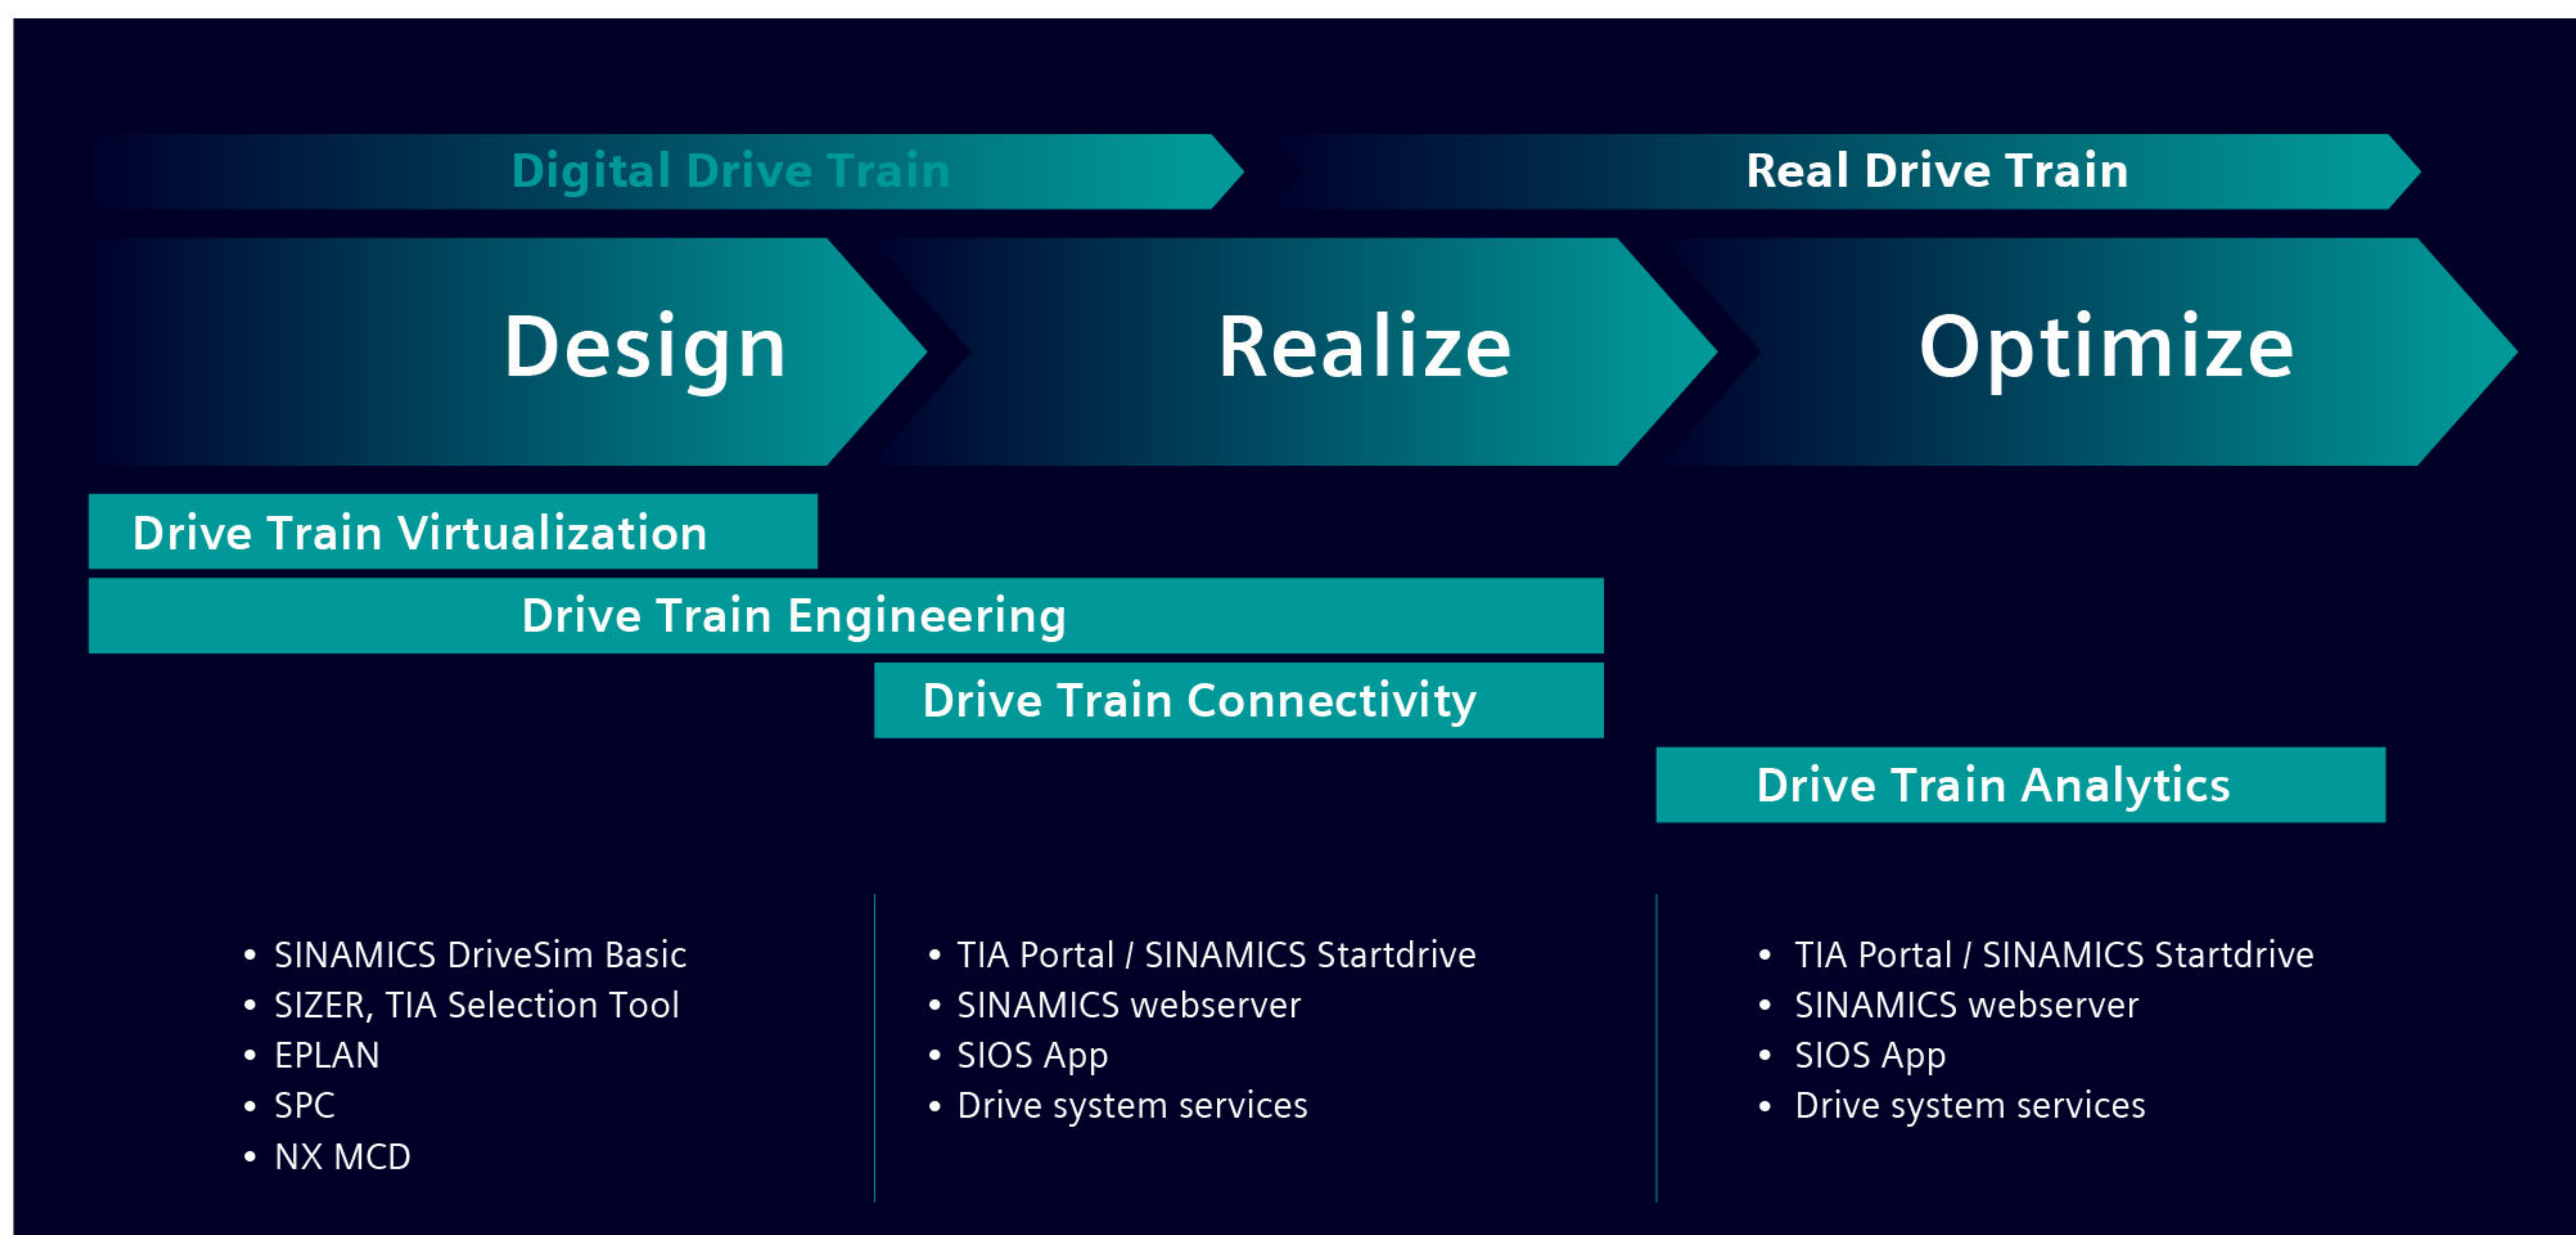 Digital Drive Train
Real Drive Train
Design
Realize
Optimize
Drive Train Virtualization
Drive Train Engineering
Drive Train Connectivity
Drive Train Analytics
• SINAMICS DriveSim Basic
• SIZER, TIA Selection Tool
• EPLAN
• SPC
• NX MCD
• TIA Portal / SINAMICS Startdrive
• SINAMICS webserver
• SIOS App
• Drive system services
• TIA Portal / SINAMICS Startdrive
• SINAMICS webserver
• SIOS App
• Drive system services